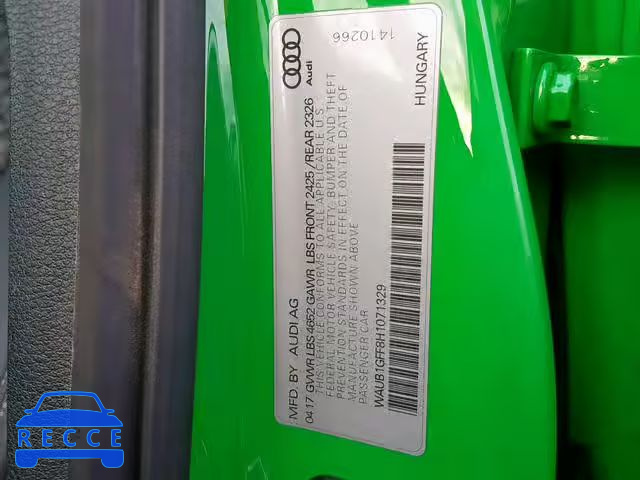 1410266
Audi
HUNGARY
MFD. BY AUDI AG
04.17 GVWR LBS 4652 GAWR LBS FRONT 2425 /REAR 2326
THIS VEHICLE CONFORMS TO ALL APPLICABLE U.S.
FEDERAL MOTOR VEHICLE SAFETY, BUMPER AND THEFT
PREVENTION STANDARDS IN EFFECT ON THE DATE OF
MANUFACTURE SHOWN ABOVE
PASSENGER CAR
WAUB1GFF8H1071329
RECCE